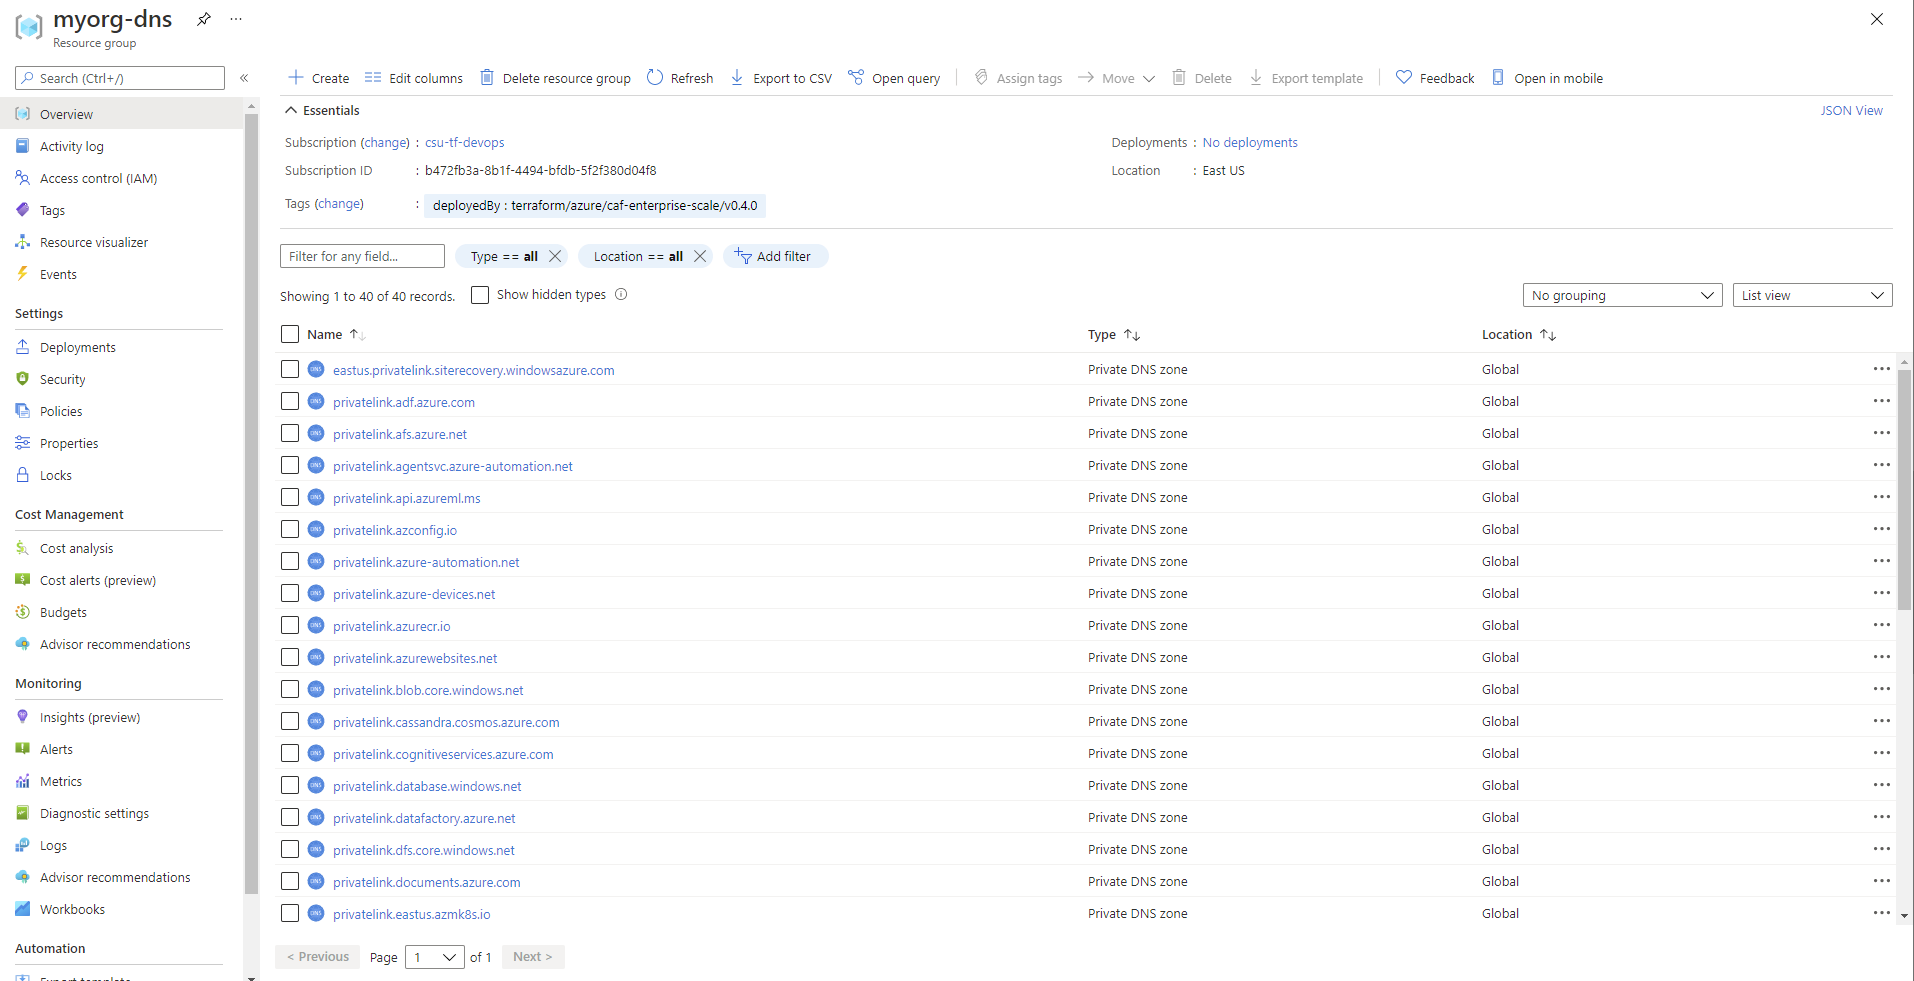 myorg-dns
Resource group
Search (Ctrl+/)
Overview
Activity log
Access control (IAM)
Tags
Resource visualizer
Events
Settings
Deployments
Security
Policies
Properties
Locks
Cost Management
Cost analysis
Cost alerts (preview)
Budgets
Advisor recommendations
Monitoring
Insights (preview)
Alerts
Metrics
Diagnostic settings
Logs
Advisor recommendations
Workbooks
Automation
Export template
Create Edit columns Delete resource group Refresh Export to CSV Open query Assign tags Move Delete Export template Feedback Open in mobile
Essentials JSON View
Subscription (change) : csu-tf-devops Deployments : No deployments
Subscription ID : b472fb3a-8b1f-4494-bfdb-5f2f380d04f8 Location : East US
Tags (change) : deployedBy : terraform/azure/caf-enterprise-scale/v0.4.0
Filter for any field... Type == all Location == all Add filter
Showing 1 to 40 of 40 records. Show hidden types No grouping List view
Name Type Location
eastus.privatelink.siterecovery.windowsazure.com Private DNS zone Global
privatelink.adf.azure.com Private DNS zone Global
privatelink.afs.azure.net Private DNS zone Global
privatelink.agentsvc.azure-automation.net Private DNS zone Global
privatelink.api.azureml.ms Private DNS zone Global
privatelink.azconfig.io Private DNS zone Global
privatelink.azure-automation.net Private DNS zone Global
privatelink.azure-devices.net Private DNS zone Global
privatelink.azurecr.io Private DNS zone Global
privatelink.azurewebsites.net Private DNS zone Global
privatelink.blob.core.windows.net Private DNS zone Global
privatelink.cassandra.cosmos.azure.com Private DNS zone Global
privatelink.cognitiveservices.azure.com Private DNS zone Global
privatelink.database.windows.net Private DNS zone Global
privatelink.datafactory.azure.net Private DNS zone Global
privatelink.dfs.core.windows.net Private DNS zone Global
privatelink.documents.azure.com Private DNS zone Global
privatelink.eastus.azmk8s.io Private DNS zone Global
< Previous Page 1 of 1 Next >